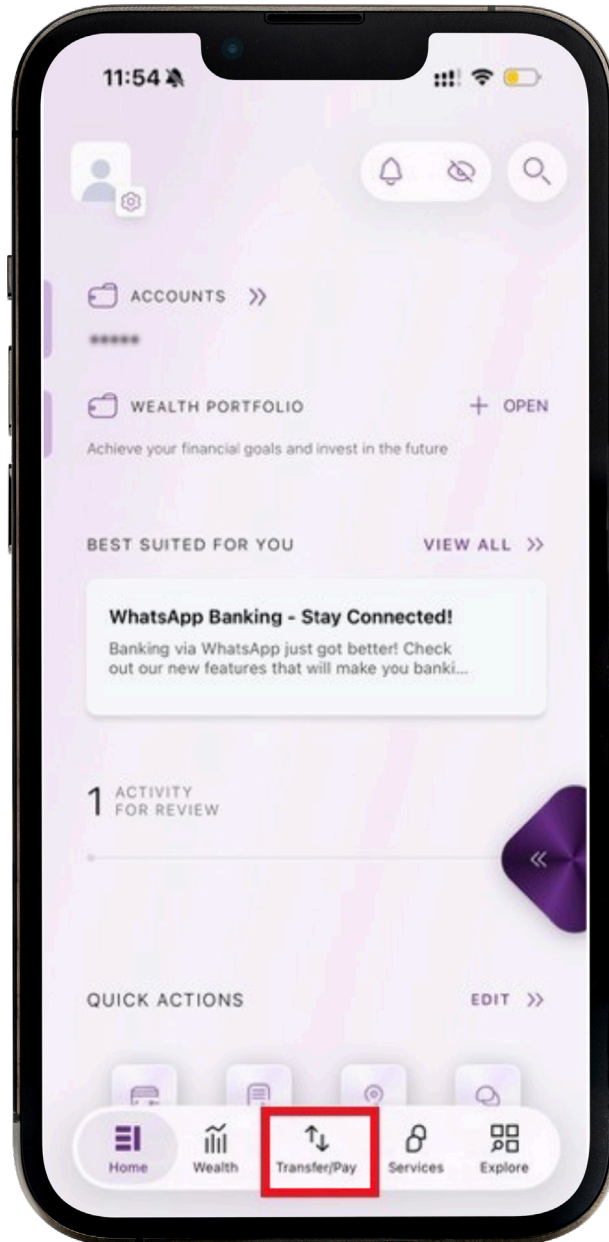 11:54
ACCOUNTS >>
*****
WEALTH PORTFOLIO + OPEN
Achieve your financial goals and invest in the future
BEST SUITED FOR YOU VIEW ALL >>
WhatsApp Banking - Stay Connected!
Banking via WhatsApp just got better! Check
out our new features that will make you banki...
1 ACTIVITY
FOR REVIEW
QUICK ACTIONS EDIT >>
Home Wealth Transfer/Pay Services Explore